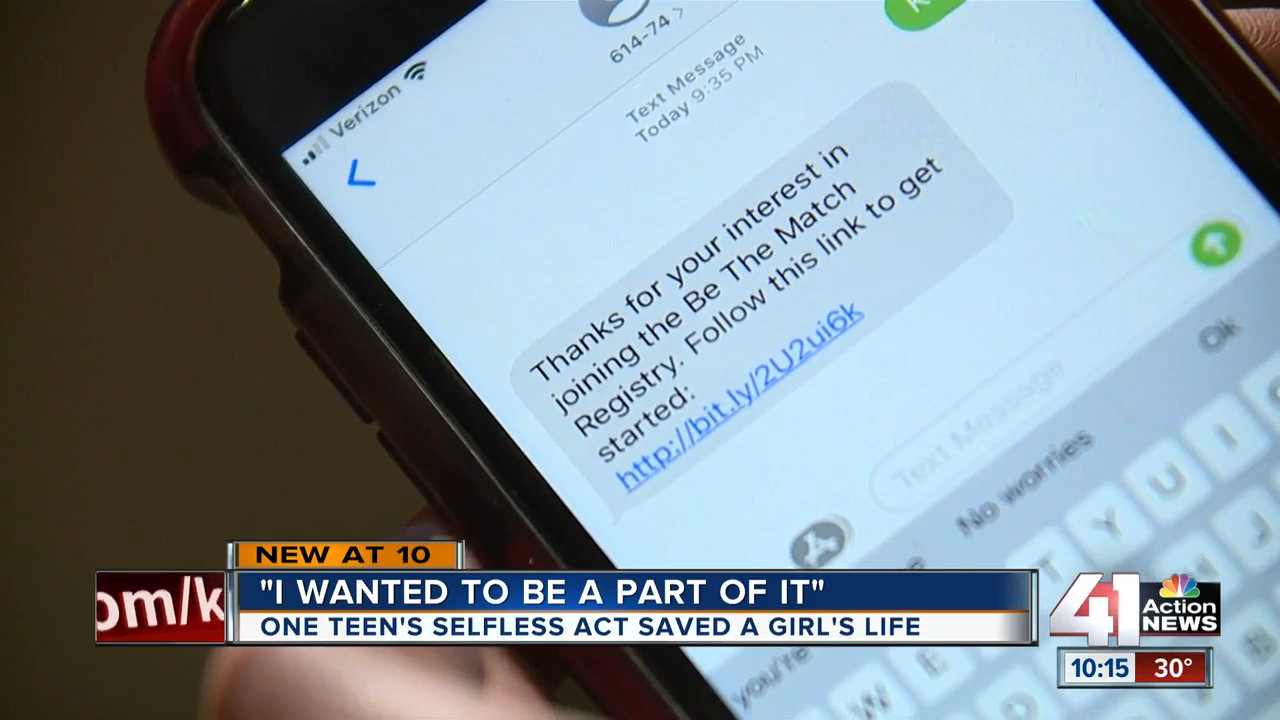 614-74 >
Verizon
Text Message
Today 9:35 PM
Thanks for your interest in
joining the Be The Match
Registry. Follow this link to get
started:
http://bit.ly/2U2ui6k
Text Message
you're
No worries
Ok
W E T Y U I
J
NEW AT 10
"I WANTED TO BE A PART OF IT"
ONE TEEN'S SELFLESS ACT SAVED A GIRL'S LIFE
om/k
41
Action
NEWS
10:15 30°